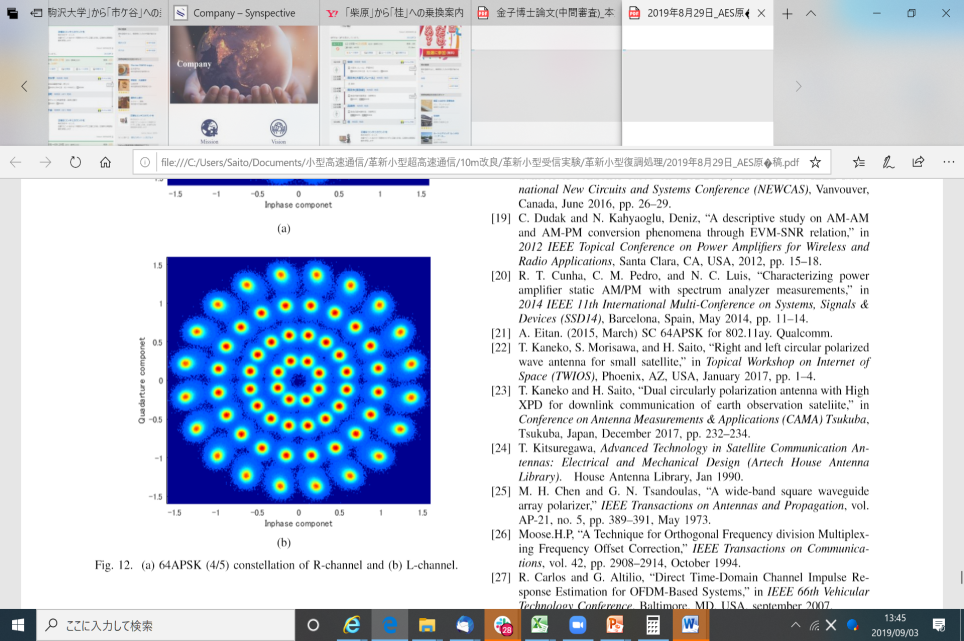 駒沢大学」から「市ケ谷」への
Company – Synspective
「柴原」から「桂」への乗換案内
金子博士論文(中間審査)_本
2019年8月29日_AES原
Company
Mission
Vision
file:///C:/Users/Saito/Documents/小型高速通信/革新小型超高速通信/10m改良/革新小型受信実験/革新小型復調処理/2019年8月29日_AES原�稿.pdf
-1.5 -1 -0.5 0 0.5 1 1.5
Inphase componet
(a)
1.5
1
0.5
0
-0.5
-1
-1.5
Quadarture componet
-1.5 -1 -0.5 0 0.5 1 1.5
Inphase componet
(b)
Fig. 12. (a) 64APSK (4/5) constellation of R-channel and (b) L-channel.
national New Circuits and Systems Conference (NEWCAS), Vanvouver,
Canada, June 2016, pp. 26–29.
[19] C. Dudak and N. Kahyaoglu, Deniz, “A descriptive study on AM-AM
and AM-PM conversion phenomena through EVM-SNR relation,” in
2012 IEEE Topical Conference on Power Amplifiers for Wireless and
Radio Applications, Santa Clara, CA, USA, 2012, pp. 15–18.
[20] R. T. Cunha, C. M. Pedro, and N. C. Luis, “Characterizing power
amplifier static AM/PM with spectrum analyzer measurements,” in
2014 IEEE 11th International Multi-Conference on Systems, Signals &
Devices (SSD14), Barcelona, Spain, May 2014, pp. 11–14.
[21] A. Eitan. (2015, March) SC 64APSK for 802.11ay. Qualcomm.
[22] T. Kaneko, S. Morisawa, and H. Saito, “Right and left circular polarized
wave antenna for small satellite,” in Topical Workshop on Internet of
Space (TWIOS), Phoenix, AZ, USA, January 2017, pp. 1–4.
[23] T. Kaneko and H. Saito, “Dual circularly polarization antenna with High
XPD for downlink communication of earth observation satellite,” in
Conference on Antenna Measurements & Applications (CAMA) Tsukuba,
Tsukuba, Japan, December 2017, pp. 232–234.
[24] T. Kitsuregawa, Advanced Technology in Satellite Communication An-
tennas: Electrical and Mechanical Design (Artech House Antenna
Library). House Antenna Library, Jan 1990.
[25] M. H. Chen and G. N. Tsandoulas, “A wide-band square waveguide
array polarizer,” IEEE Transactions on Antennas and Propagation, vol.
AP-21, no. 5, pp. 389–391, May 1973.
[26] Moose.H.P, “A Technique for Orthogonal Frequency division Multiplex-
ing Frequency Offset Correction,” IEEE Transactions on Communica-
tions, vol. 42, pp. 2908–2914, October 1994.
[27] R. Carlos and G. Altilio, “Direct Time-Domain Channel Impulse Re-
sponse Estimation for OFDM-Based Systems,” in IEEE 66th Vehicular
Technology Conference, Baltimore, MD, USA, september 2007.
ここに入力して検索
28
13:45
2019/09/03